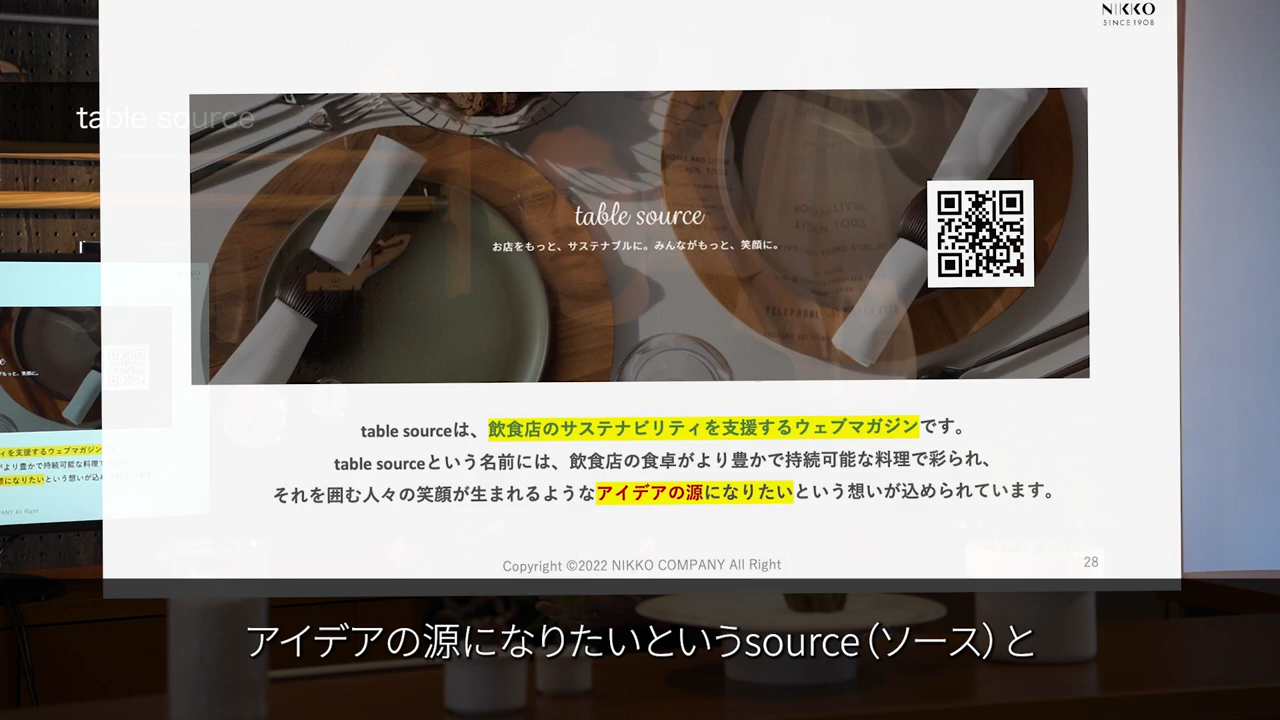 NIKKO
SINCE 1908
table source
table source
お店をもっと、サステナブルに。みんながもっと、笑顔に。
table sourceは、飲食店のサステナビリティを支援するウェブマガジンです。
table sourceという名前には、飲食店の食卓がより豊かで持続可能な料理で彩られ、
それを囲む人々の笑顔が生まれるようなアイデアの源になりたいという想いが込められています。
Copyright ©2022 NIKKO COMPANY All Right
28
アイデアの源になりたいというsource（ソース）と